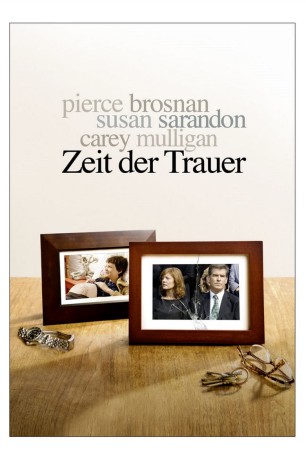 pierce brosnan
susan sarandon
carey mulligan
Zeit der Trauer